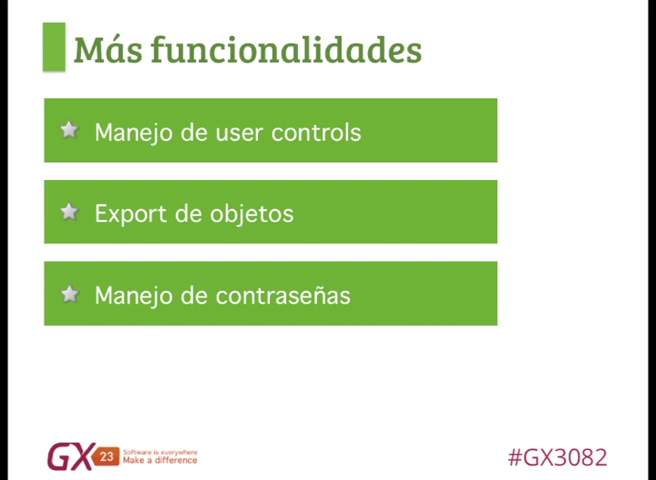 Más funcionalidades
Manejo de user controls
Export de objetos
Manejo de contraseñas
GX 23 Software is everywhere
Make a difference
#GX3082